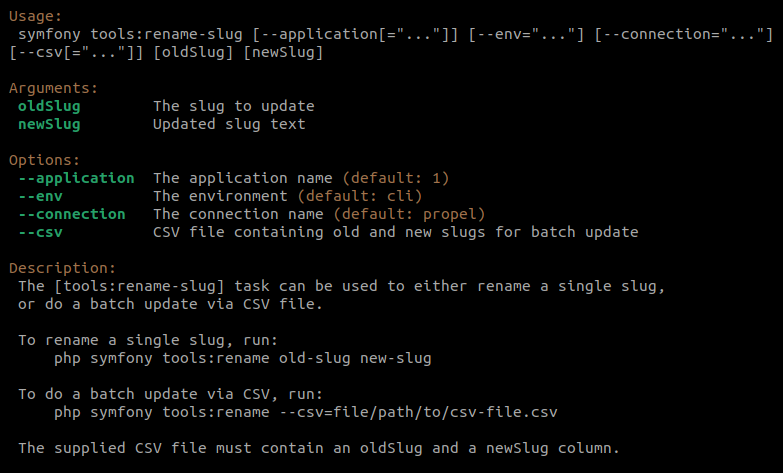 Usage:
symfony tools:rename-slug [--application[="..."]] [--env="..."] [--connection="..."]
[--csv[="..."]] [oldSlug] [newSlug]
Arguments:
oldSlug The slug to update
newSlug Updated slug text
Options:
--application The application name (default: 1)
--env The environment (default: cli)
--connection The connection name (default: propel)
--csv CSV file containing old and new slugs for batch update
Description:
The [tools:rename-slug] task can be used to either rename a single slug,
or do a batch update via CSV file.
To rename a single slug, run:
php symfony tools:rename old-slug new-slug
To do a batch update via CSV, run:
php symfony tools:rename --csv=file/path/to/csv-file.csv
The supplied CSV file must contain an oldSlug and a newSlug column.